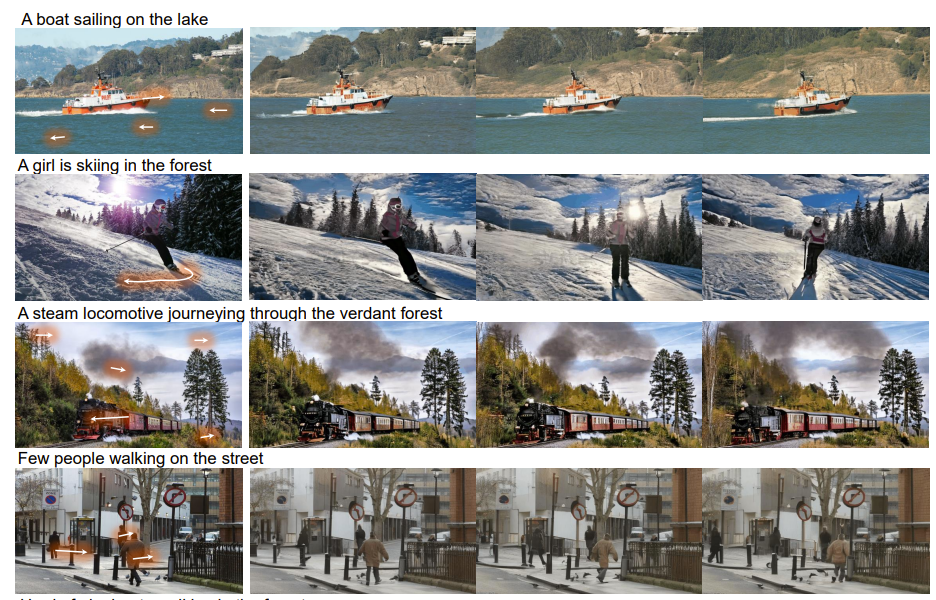 A boat sailing on the lake
A girl is skiing in the forest
A steam locomotive journeying through the verdant forest
Few people walking on the street